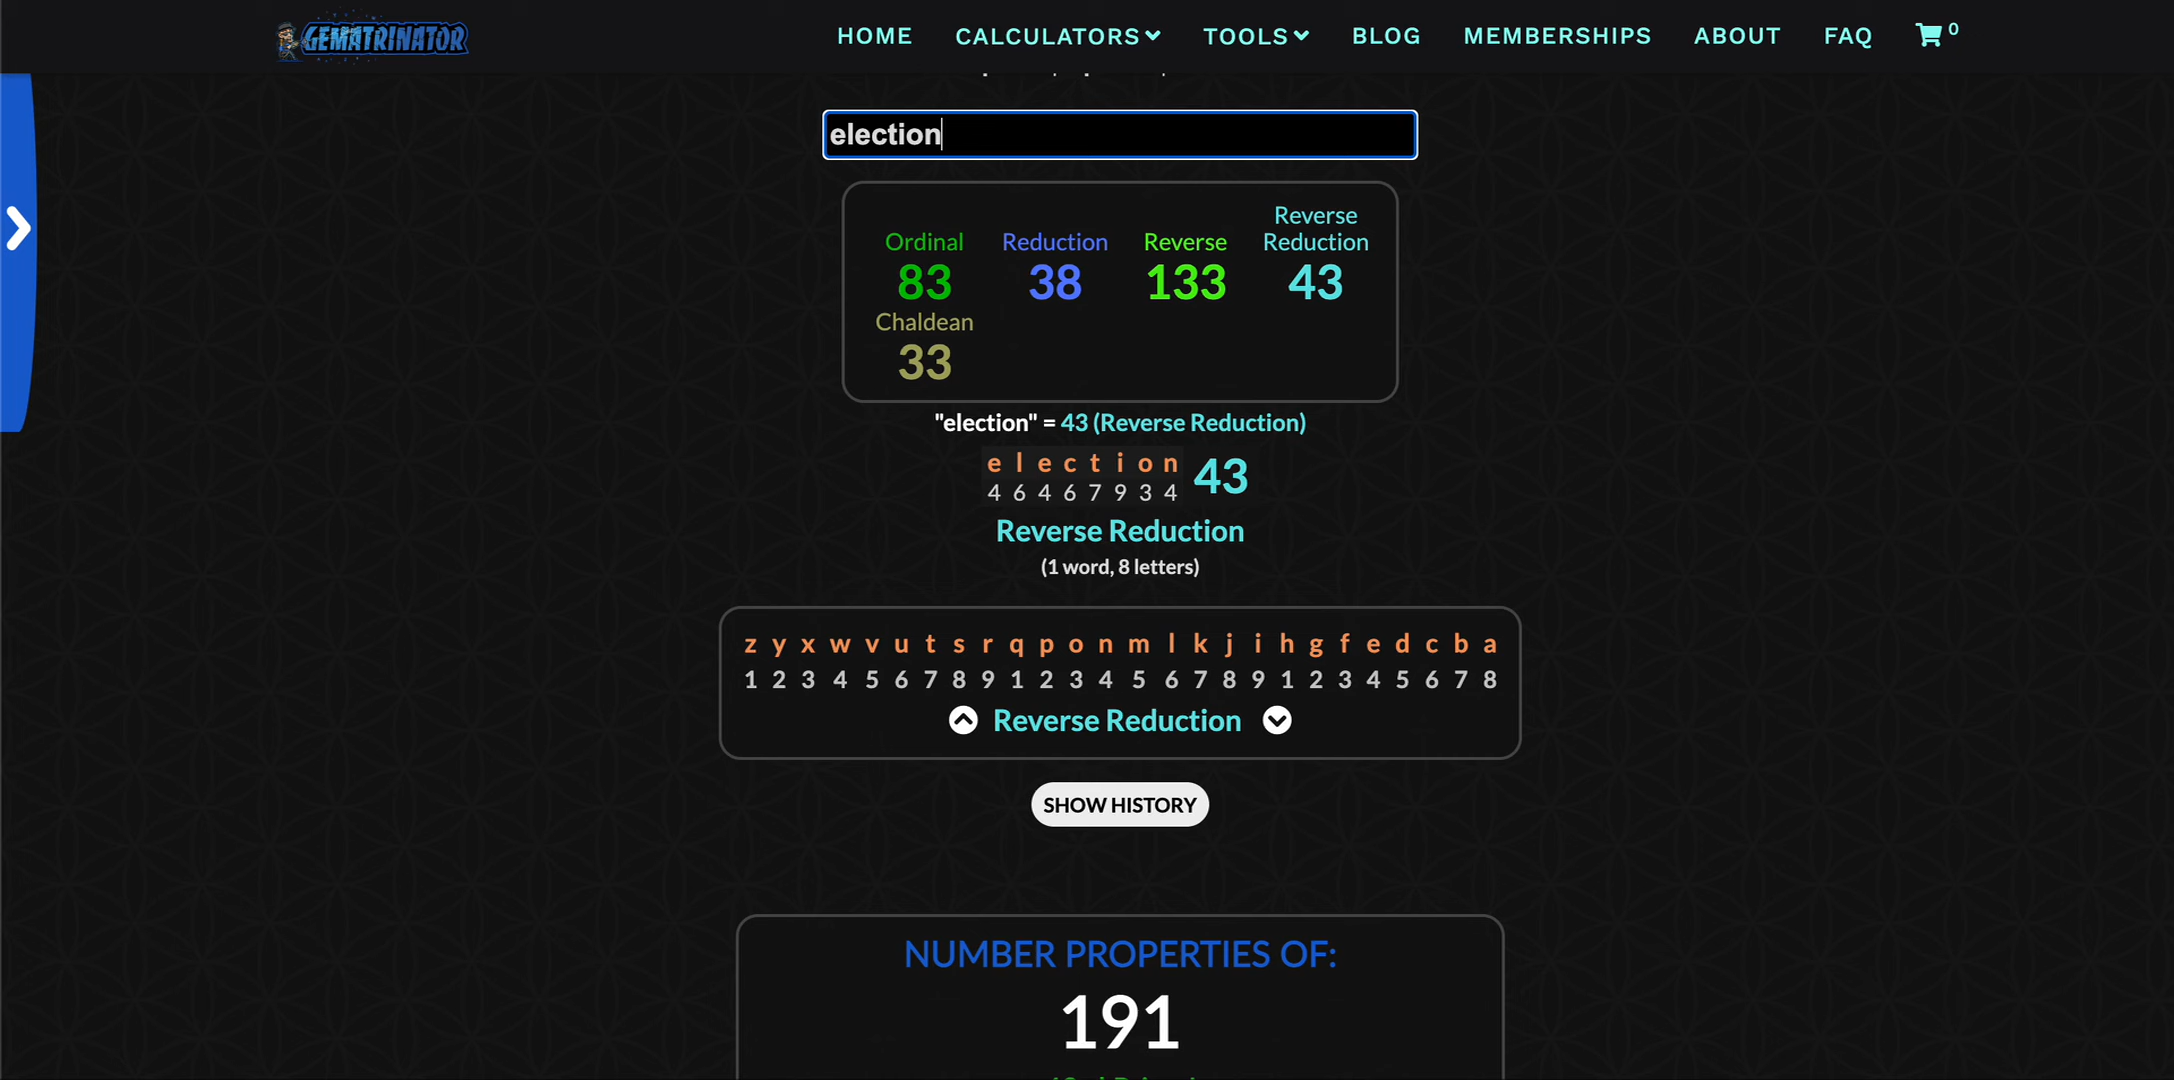 GEMATRINATOR
HOME CALCULATORS TOOLS BLOG MEMBERSHIPS ABOUT FAQ 0
election
Ordinal Reduction Reverse Reverse Reduction
83 38 133 43
Chaldean
33
"election" = 43 (Reverse Reduction)
e l e c t i o n 43
4 6 4 6 7 9 3 4
Reverse Reduction
(1 word, 8 letters)
z y x w v u t s r q p o n m l k j i h g f e d c b a
1 2 3 4 5 6 7 8 9 1 2 3 4 5 6 7 8 9 1 2 3 4 5 6 7 8
Reverse Reduction
SHOW HISTORY
NUMBER PROPERTIES OF:
191